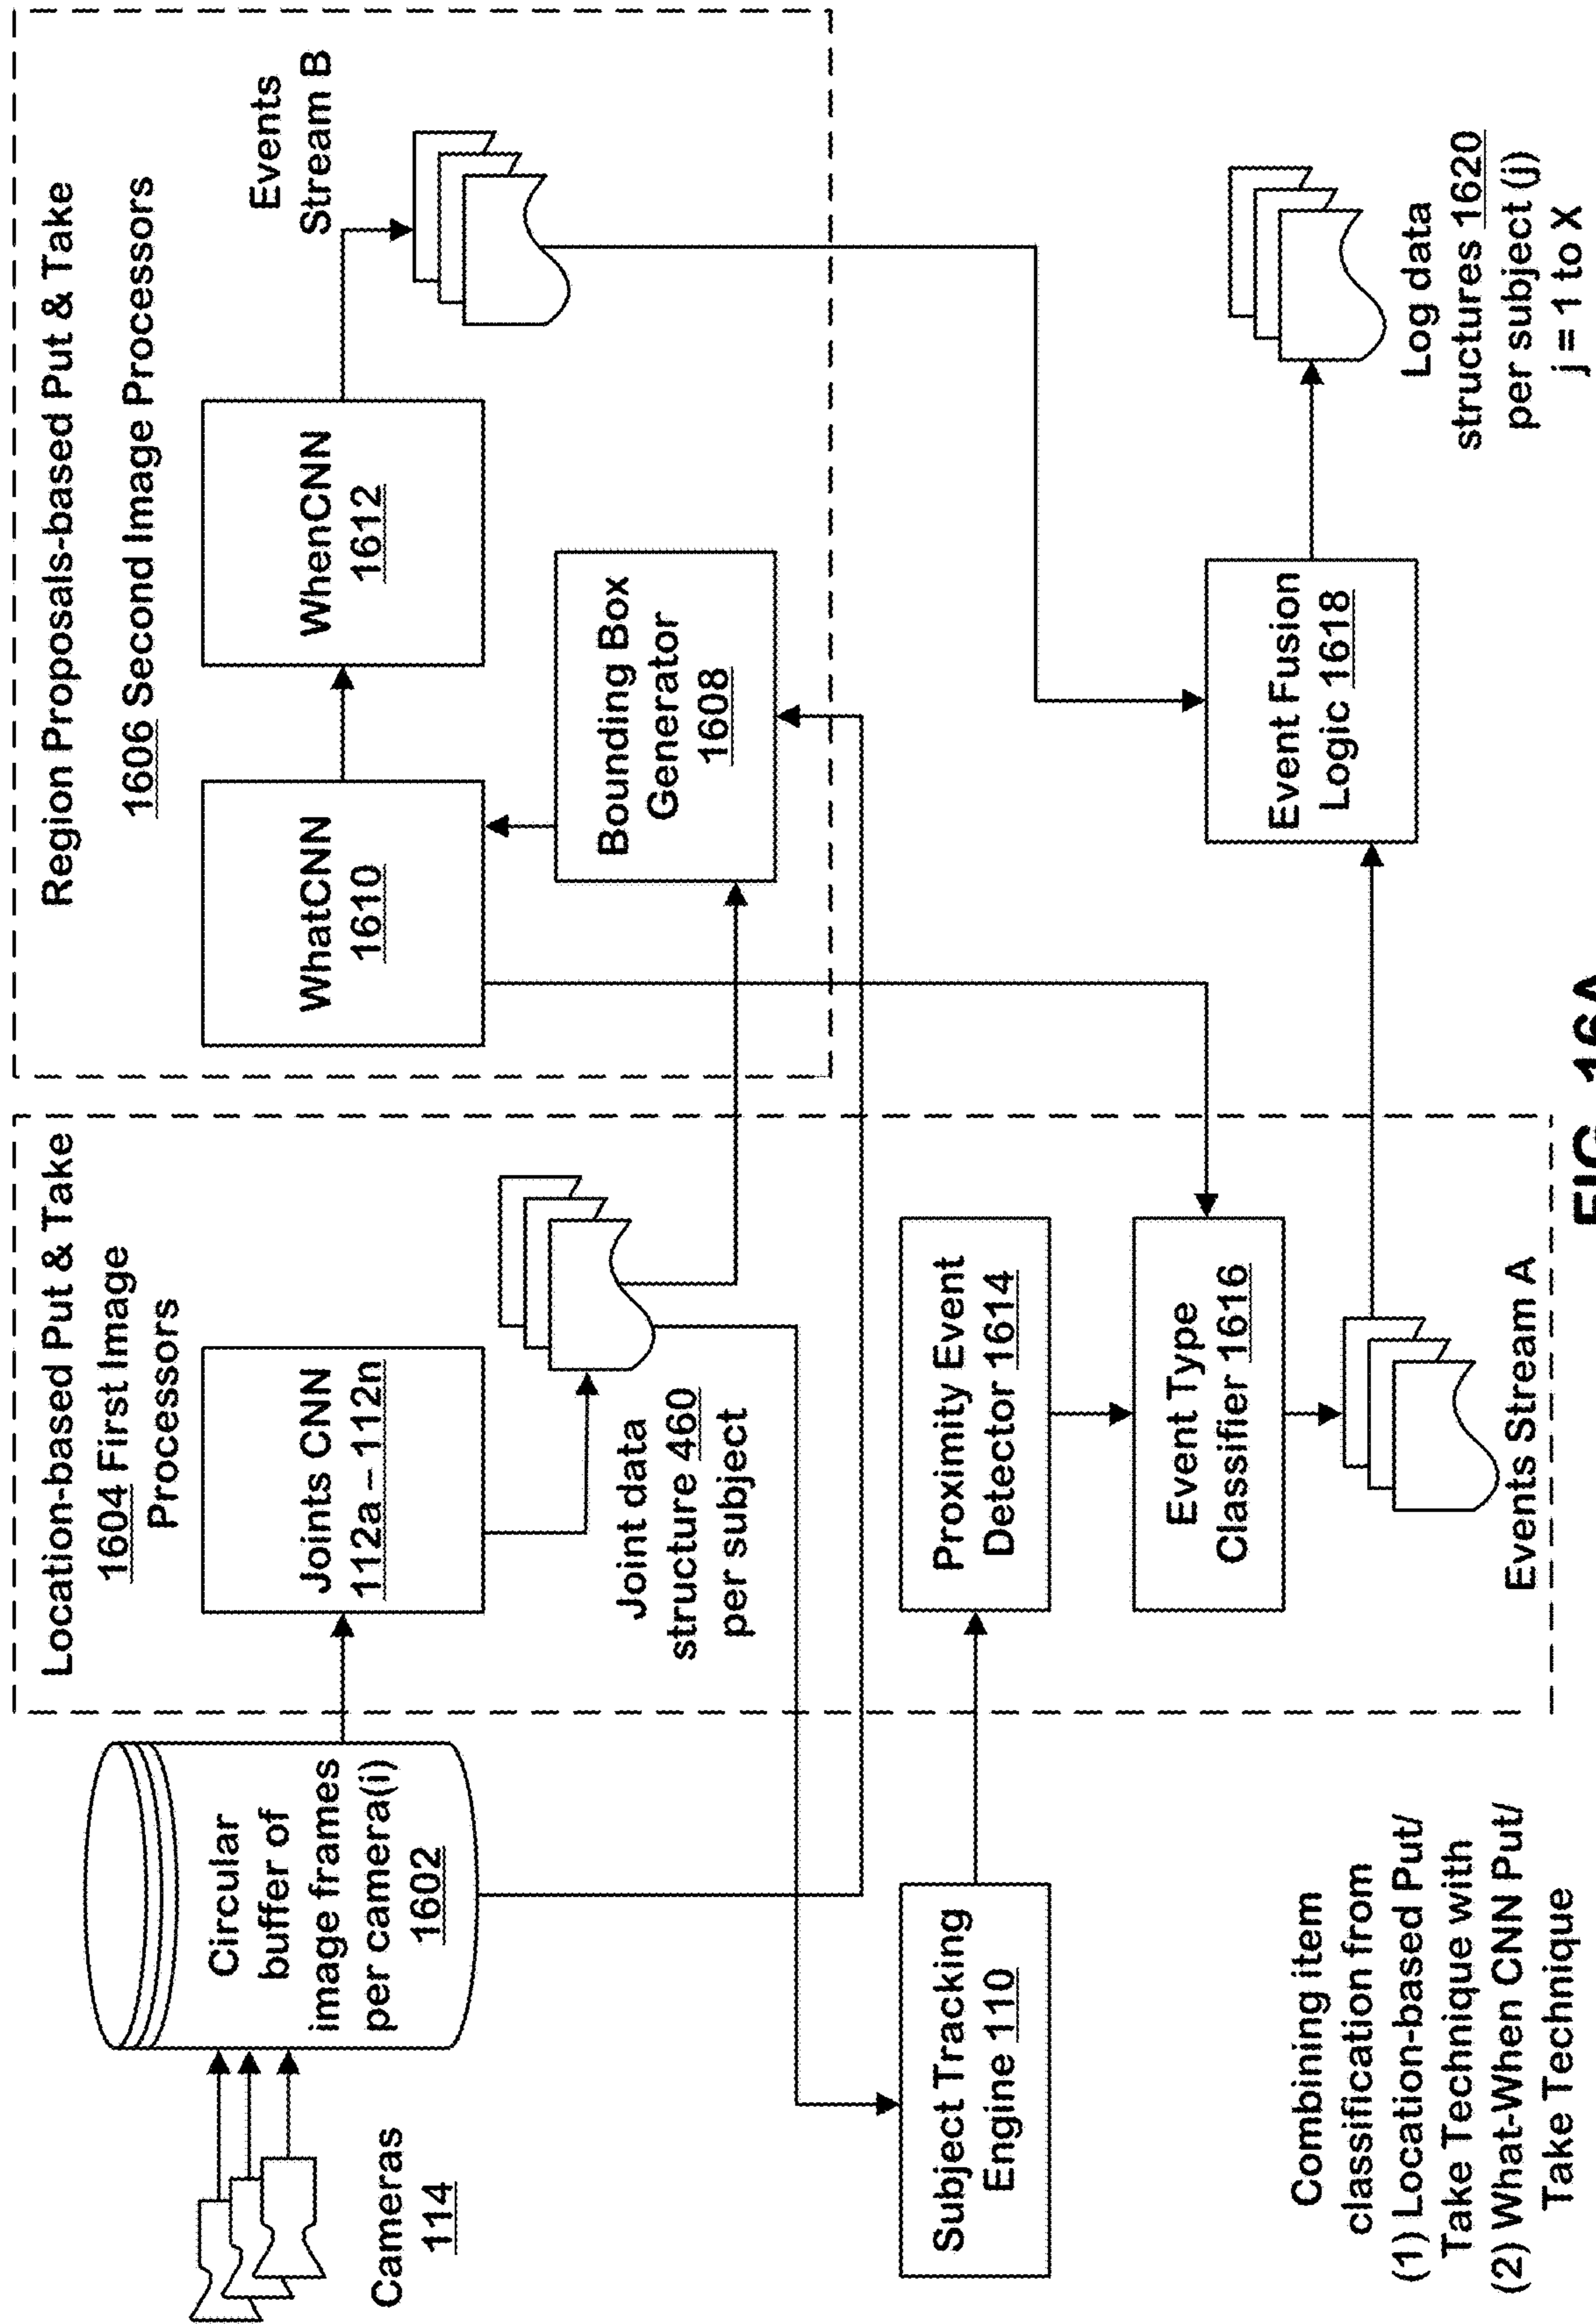 Location-based Put & Take
1604 First Image
Processors
Region Proposals-based Put & Take
1606 Second Image Processors
Cameras
114
Circular
buffer of
image frames
per camera(i)
1602
Joints CNN
112a – 112n
WhatCNN
1610
WhenCNN
1612
Events
Stream B
Joint data
structure 460
per subject
Bounding Box
Generator
1608
Subject Tracking
Engine 110
Proximity Event
Detector 1614
Event Type
Classifier 1616
Events Stream A
Event Fusion
Logic 1618
Log data
structures 1620
per subject (j)
j = 1 to X
Combining item
classification from
(1) Location-based Put/
Take Technique with
(2) What-When CNN Put/
Take Technique
FIG. 16A